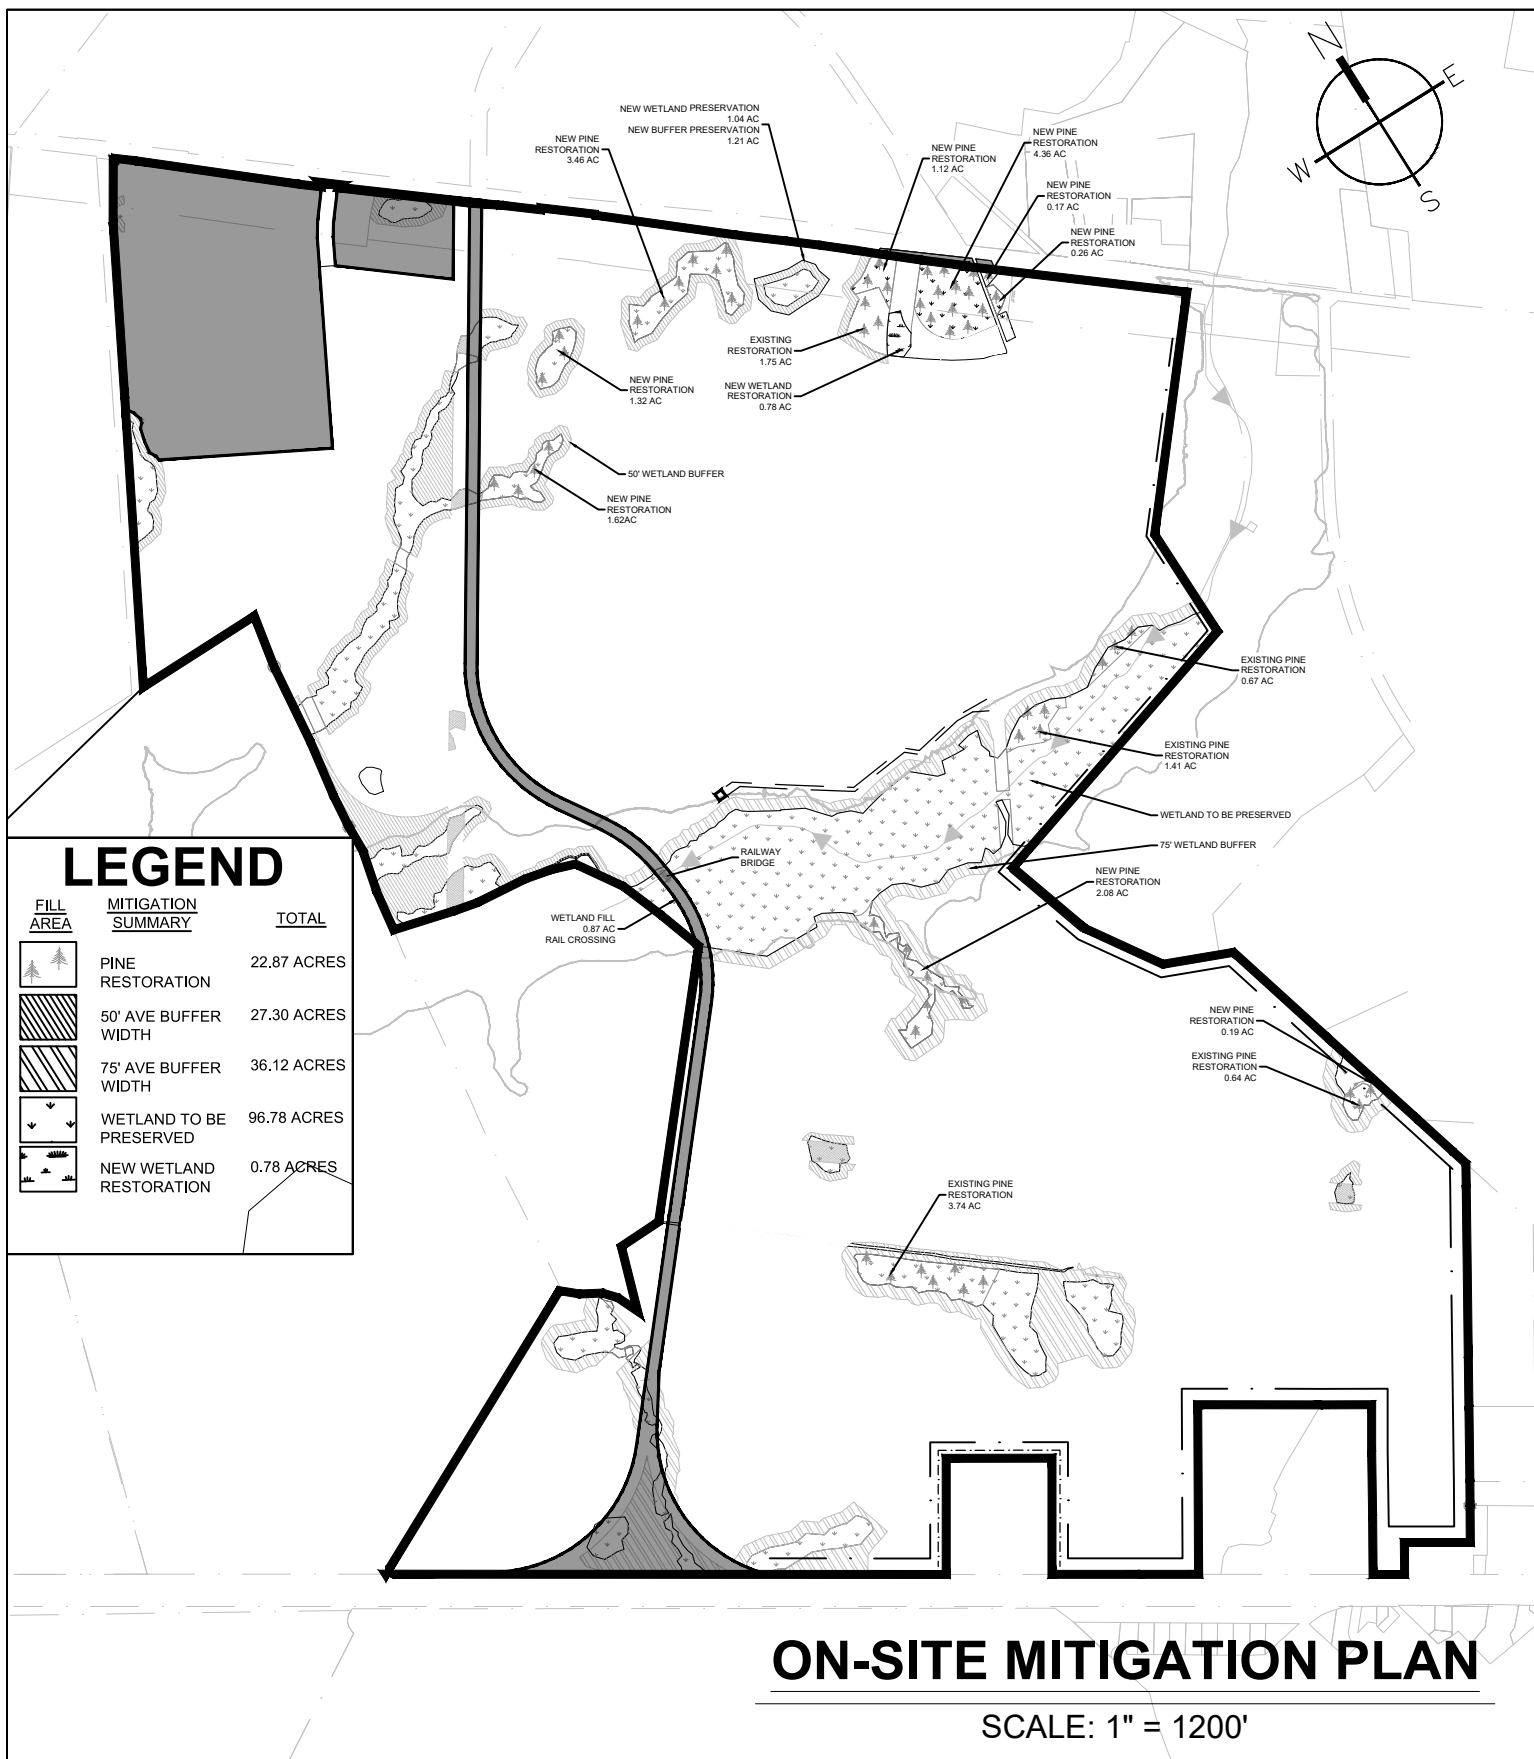 N
E
W
S
NEW WETLAND PRESERVATION
1.04 AC
NEW BUFFER PRESERVATION
1.21 AC
NEW PINE
RESTORATION
3.46 AC
NEW PINE
RESTORATION
1.12 AC
NEW PINE
RESTORATION
4.36 AC
NEW PINE
RESTORATION
0.17 AC
NEW PINE
RESTORATION
0.26 AC
EXISTING
RESTORATION
1.75 AC
NEW WETLAND
RESTORATION
0.78 AC
NEW PINE
RESTORATION
1.32 AC
50' WETLAND BUFFER
NEW PINE
RESTORATION
1.62AC
EXISTING PINE
RESTORATION
0.67 AC
EXISTING PINE
RESTORATION
1.41 AC
WETLAND TO BE PRESERVED
75' WETLAND BUFFER
NEW PINE
RESTORATION
2.08 AC
RAILWAY
BRIDGE
WETLAND FILL
0.87 AC
RAIL CROSSING
NEW PINE
RESTORATION
0.19 AC
EXISTING PINE
RESTORATION
0.64 AC
EXISTING PINE
RESTORATION
3.74 AC
LEGEND
FILL
AREA
MITIGATION
SUMMARY
TOTAL
PINE
RESTORATION
22.87 ACRES
50' AVE BUFFER
WIDTH
27.30 ACRES
75' AVE BUFFER
WIDTH
36.12 ACRES
WETLAND TO BE
PRESERVED
96.78 ACRES
NEW WETLAND
RESTORATION
0.78 ACRES
ON-SITE MITIGATION PLAN
SCALE: 1" = 1200'